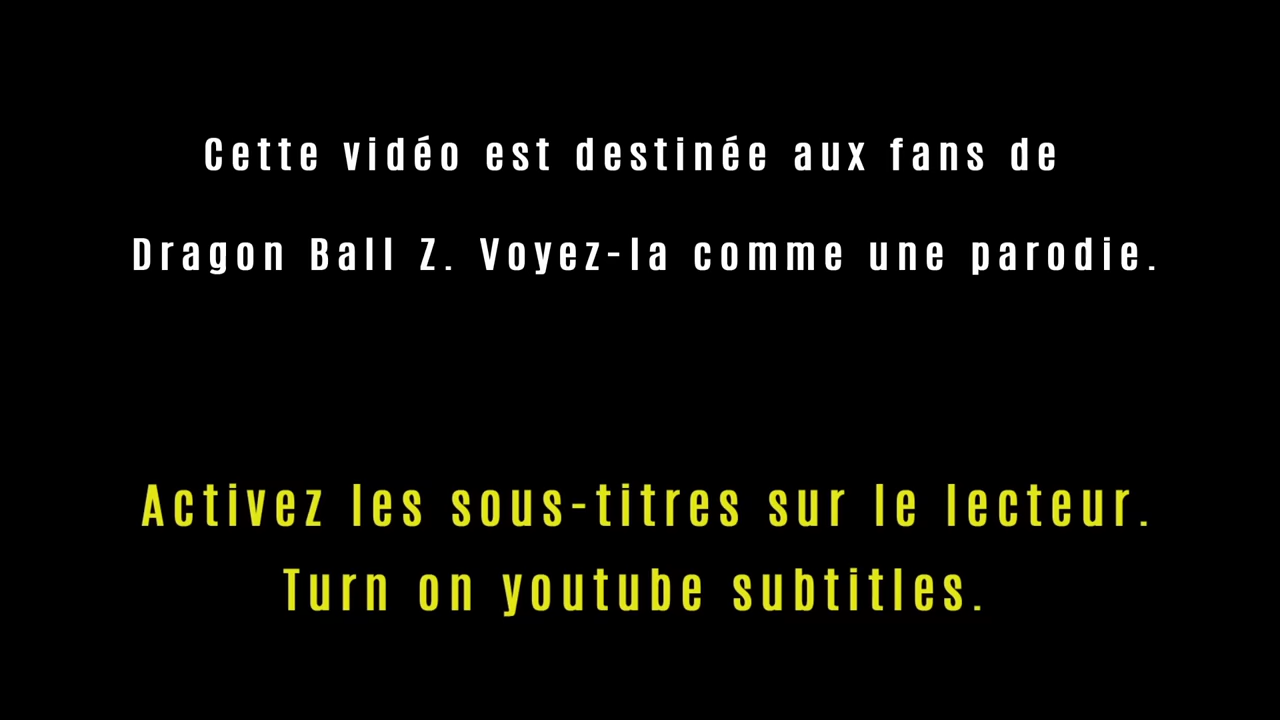 Cette vidéo est destinée aux fans de
Dragon Ball Z. Voyez-la comme une parodie.
Activez les sous-titres sur le lecteur.
Turn on youtube subtitles.